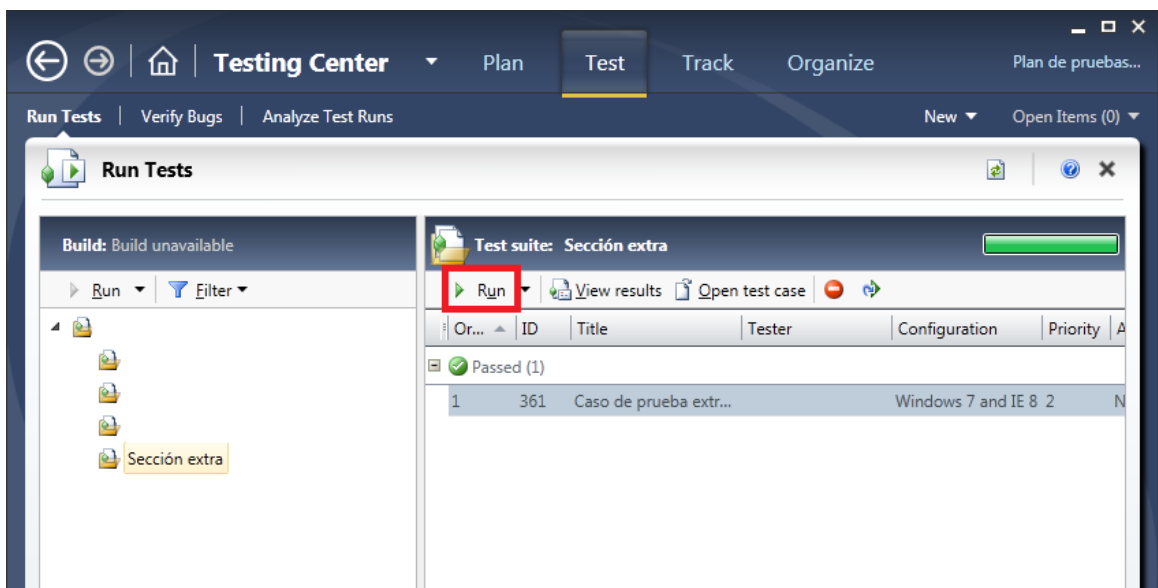 Testing Center Plan Test Track Organize Plan de pruebas...
Run Tests Verify Bugs Analyze Test Runs New Open Items (0)
Run Tests
Build: Build unavailable
Test suite: Sección extra
Run Filter
Run View results Open test case
Or... ID Title Tester Configuration Priority A
Passed (1)
1 361 Caso de prueba extr... Windows 7 and IE 8 2 N
Sección extra